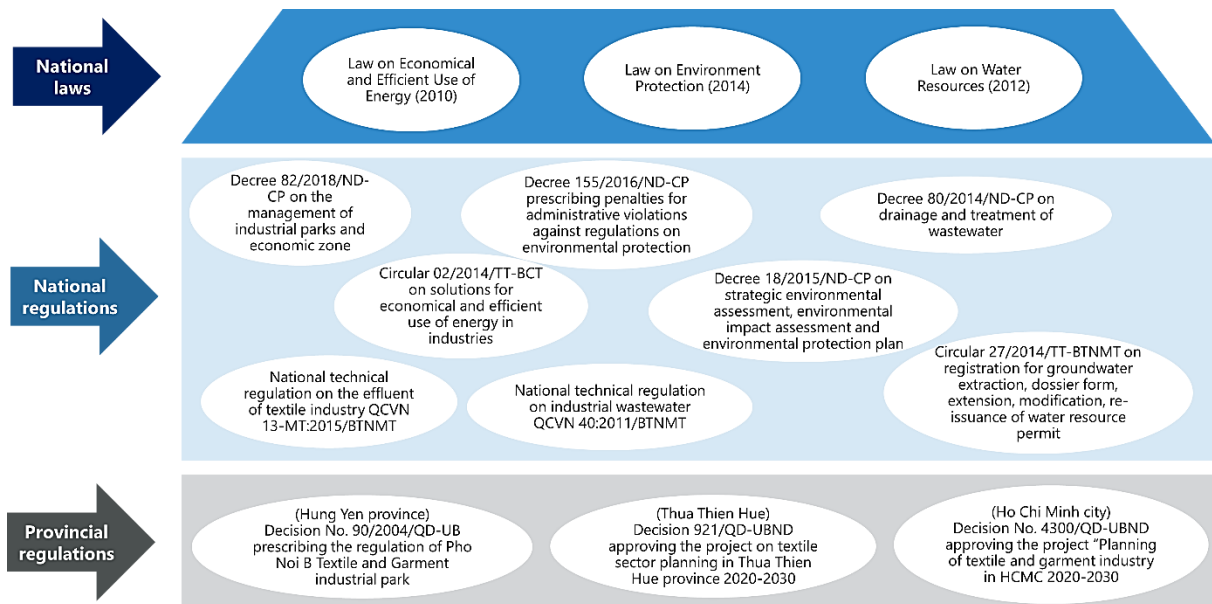 National
laws
Law on Economical
and Efficient Use of
Energy (2010)
Law on Environment
Protection (2014)
Law on Water
Resources (2012)
National
regulations
Decree 82/2018/ND-
CP on the
management of
industrial parks and
economic zone
Decree 155/2016/ND-CP
prescribing penalties for
administrative violations
against regulations on
environmental protection
Decree 80/2014/ND-CP on
drainage and treatment of
wastewater
Circular 02/2014/TT-BCT
on solutions for
economical and efficient
use of energy in
industries
Decree 18/2015/ND-CP on
strategic environmental
assessment, environmental
impact assessment and
environmental protection plan
National technical
regulation on the effluent
of textile industry QCVN
13-MT:2015/BTNMT
National technical regulation
on industrial wastewater
QCVN 40:2011/BTNMT
Circular 27/2014/TT-BTNMT on
registration for groundwater
extraction, dossier form,
extension, modification, re-
issuance of water resource
permit
Provincial
regulations
(Hung Yen province)
Decision No. 90/2004/QD-UB
prescribing the regulation of Pho
Noi B Textile and Garment
industrial park
(Thua Thien Hue)
Decision 921/QD-UBND
approving the project on textile
sector planning in Thua Thien
Hue province 2020-2030
(Ho Chi Minh city)
Decision No. 4300/QD-UBND
approving the project "Planning
of textile and garment industry
in HCMC 2020-2030